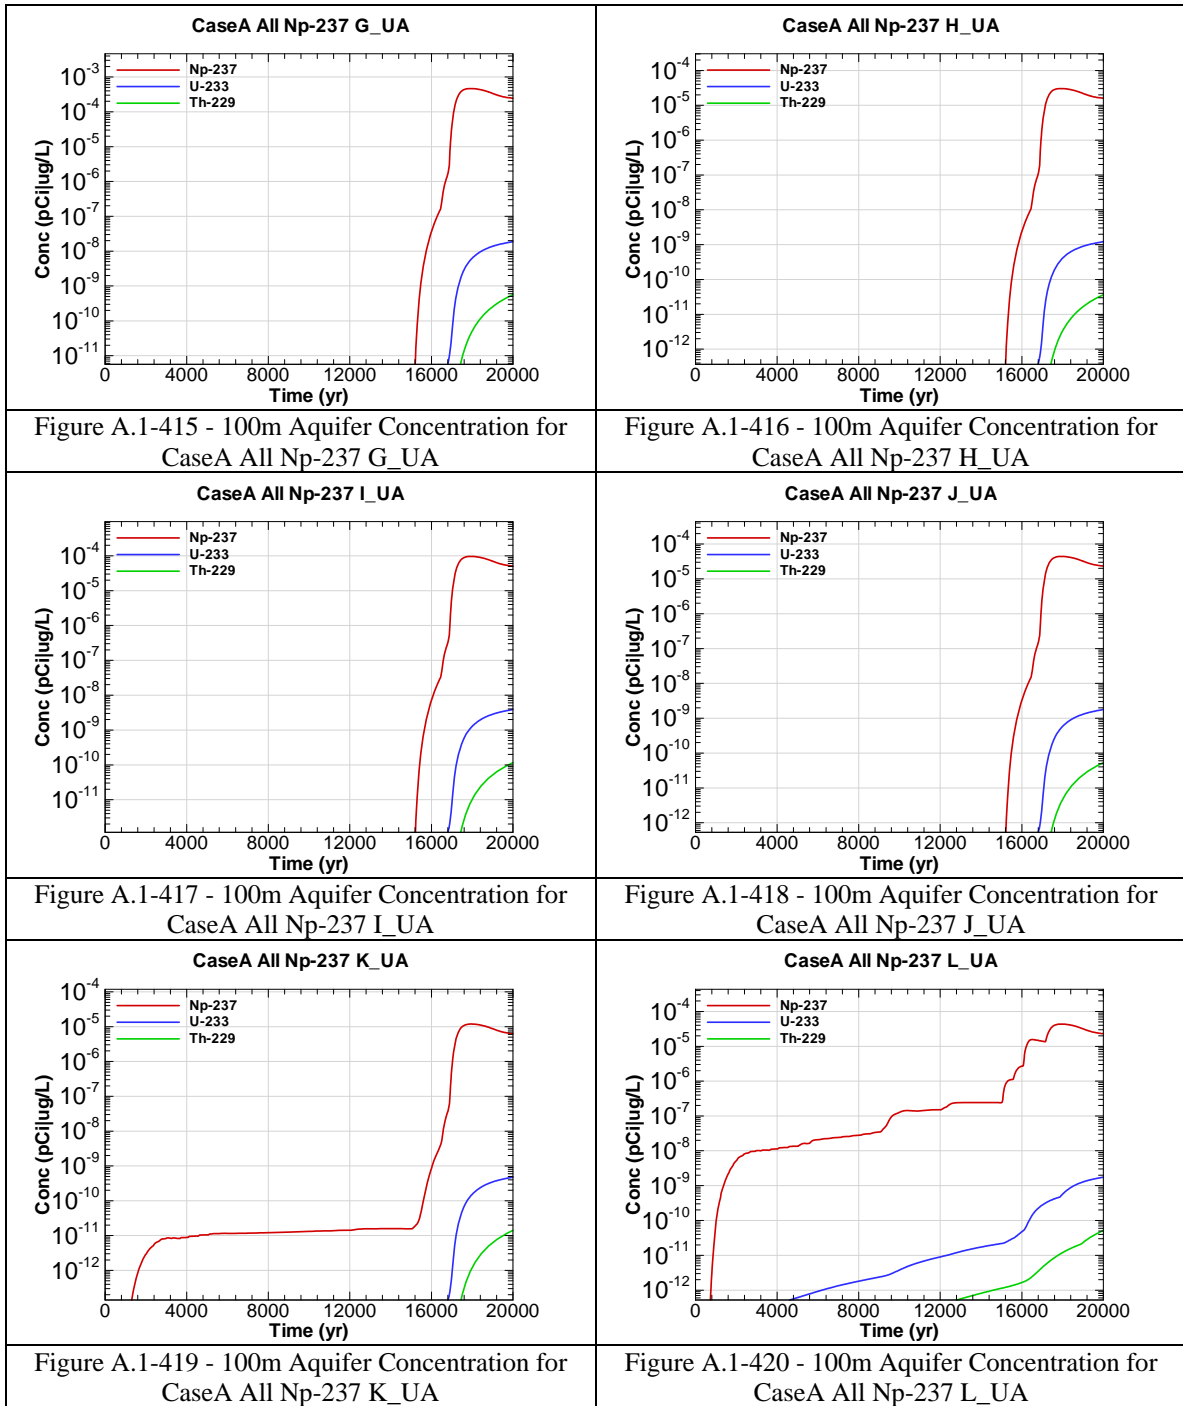 CaseA All Np-237 G_UA
Np-237
U-233
Th-229
Conc (pCi|ug/L)
10-3
10-4
10-5
10-6
10-7
10-8
10-9
10-10
10-11
0 4000 8000 12000 16000 20000
Time (yr)
Figure A.1-415 - 100m Aquifer Concentration for
CaseA All Np-237 G_UA
CaseA All Np-237 H_UA
Np-237
U-233
Th-229
Conc (pCi|ug/L)
10-4
10-5
10-6
10-7
10-8
10-9
10-10
10-11
10-12
0 4000 8000 12000 16000 20000
Time (yr)
Figure A.1-416 - 100m Aquifer Concentration for
CaseA All Np-237 H_UA
CaseA All Np-237 I_UA
Np-237
U-233
Th-229
Conc (pCi|ug/L)
10-4
10-5
10-6
10-7
10-8
10-9
10-10
10-11
0 4000 8000 12000 16000 20000
Time (yr)
Figure A.1-417 - 100m Aquifer Concentration for
CaseA All Np-237 I_UA
CaseA All Np-237 J_UA
Np-237
U-233
Th-229
Conc (pCi|ug/L)
10-4
10-5
10-6
10-7
10-8
10-9
10-10
10-11
10-12
0 4000 8000 12000 16000 20000
Time (yr)
Figure A.1-418 - 100m Aquifer Concentration for
CaseA All Np-237 J_UA
CaseA All Np-237 K_UA
Np-237
U-233
Th-229
Conc (pCi|ug/L)
10-4
10-5
10-6
10-7
10-8
10-9
10-10
10-11
10-12
0 4000 8000 12000 16000 20000
Time (yr)
Figure A.1-419 - 100m Aquifer Concentration for
CaseA All Np-237 K_UA
CaseA All Np-237 L_UA
Np-237
U-233
Th-229
Conc (pCi|ug/L)
10-4
10-5
10-6
10-7
10-8
10-9
10-10
10-11
10-12
0 4000 8000 12000 16000 20000
Time (yr)
Figure A.1-420 - 100m Aquifer Concentration for
CaseA All Np-237 L_UA